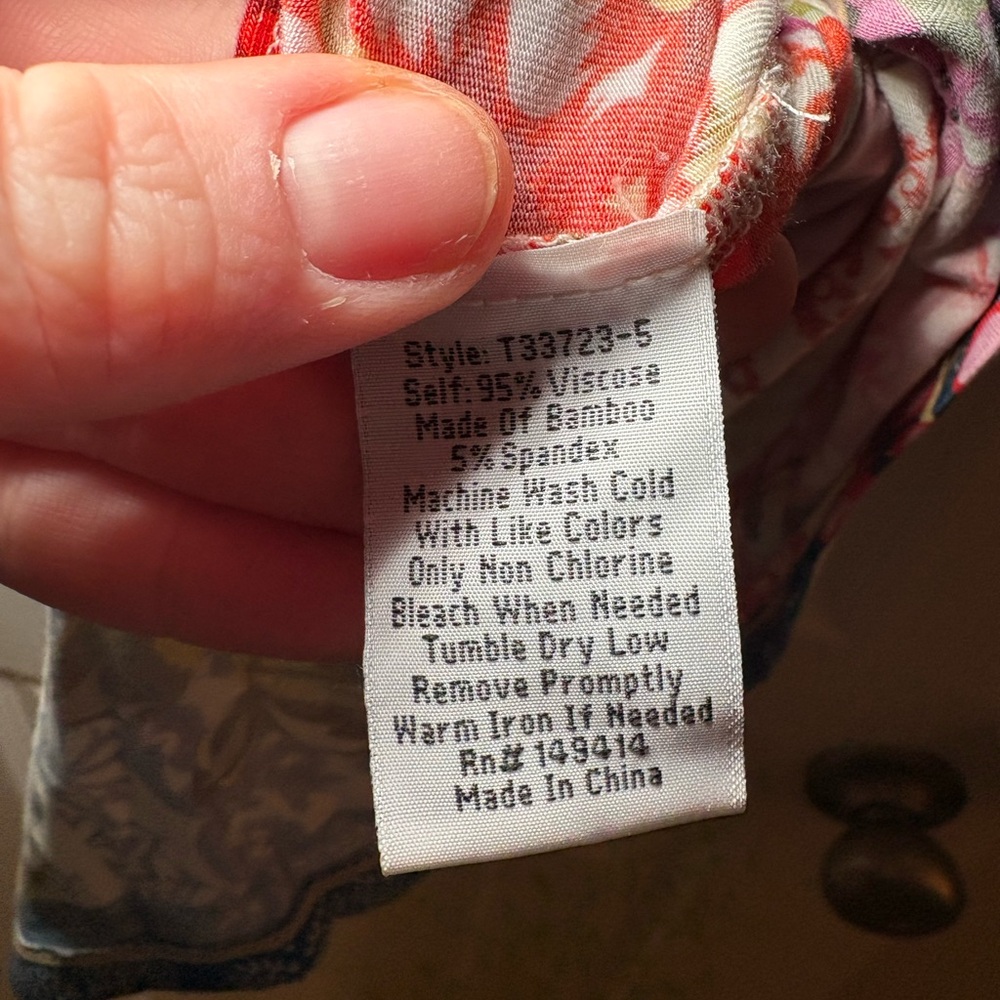 Style: T33723-5
Self: 95% Viscose
Made Of Bamboo
5% Spandex
Machine Wash Cold
With Like Colors
Only Non Chlorine
Bleach When Needed
Tumble Dry Low
Remove Promptly
Warm Iron If Needed
Rn# 149414
Made In China